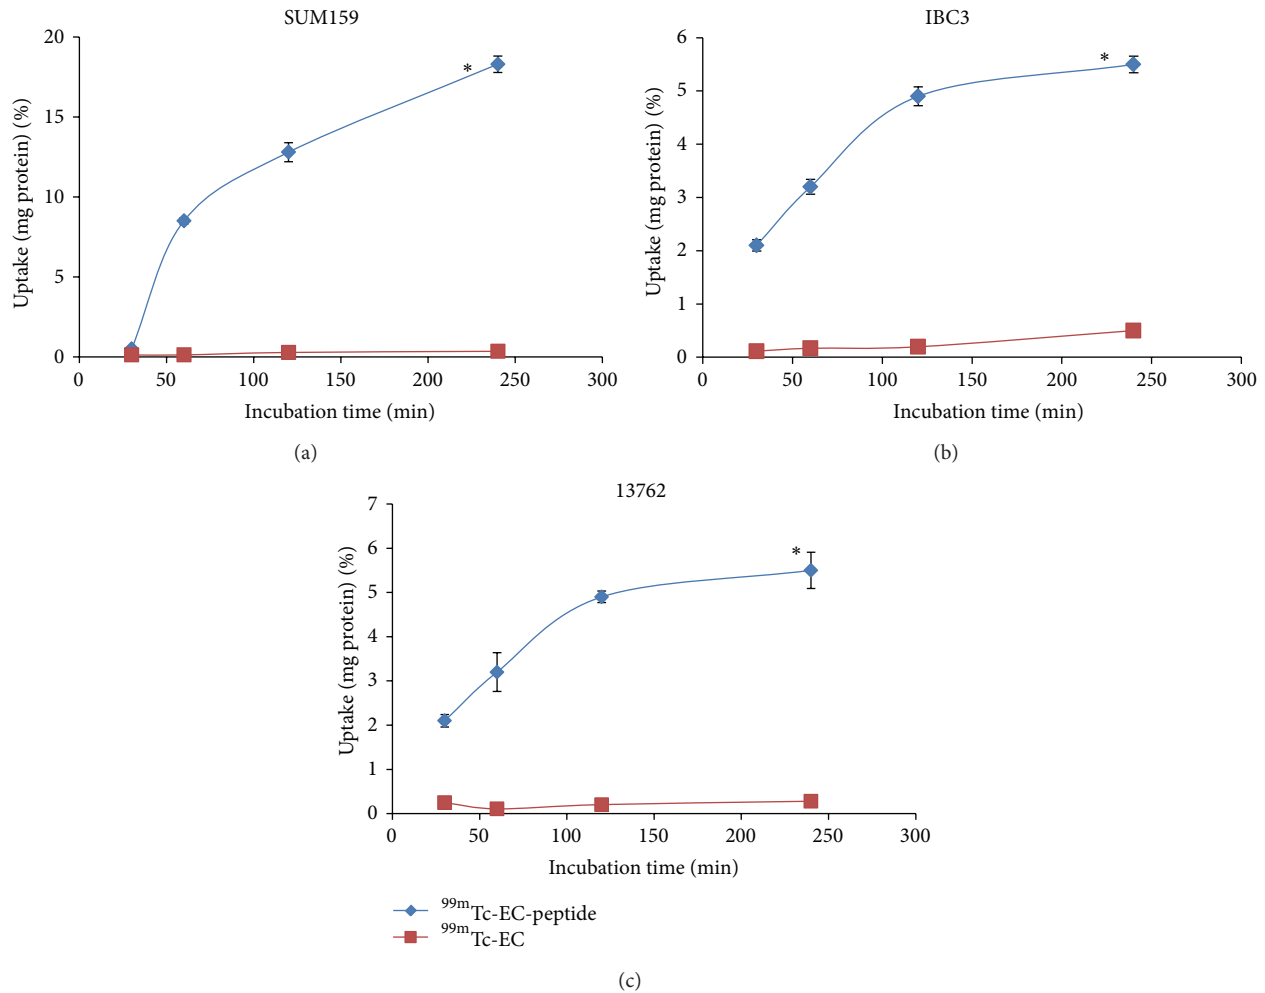 SUM159
20
15
10
5
0
Uptake (mg protein) (%)
*
0 50 100 150 200 250 300
Incubation time (min)
(a)
IBC3
6
5
4
3
2
1
0
Uptake (mg protein) (%)
*
0 50 100 150 200 250 300
Incubation time (min)
(b)
13762
7
6
5
4
3
2
1
0
Uptake (mg protein) (%)
*
0 50 100 150 200 250 300
Incubation time (min)
99mTc-EC-peptide
99mTc-EC
(c)